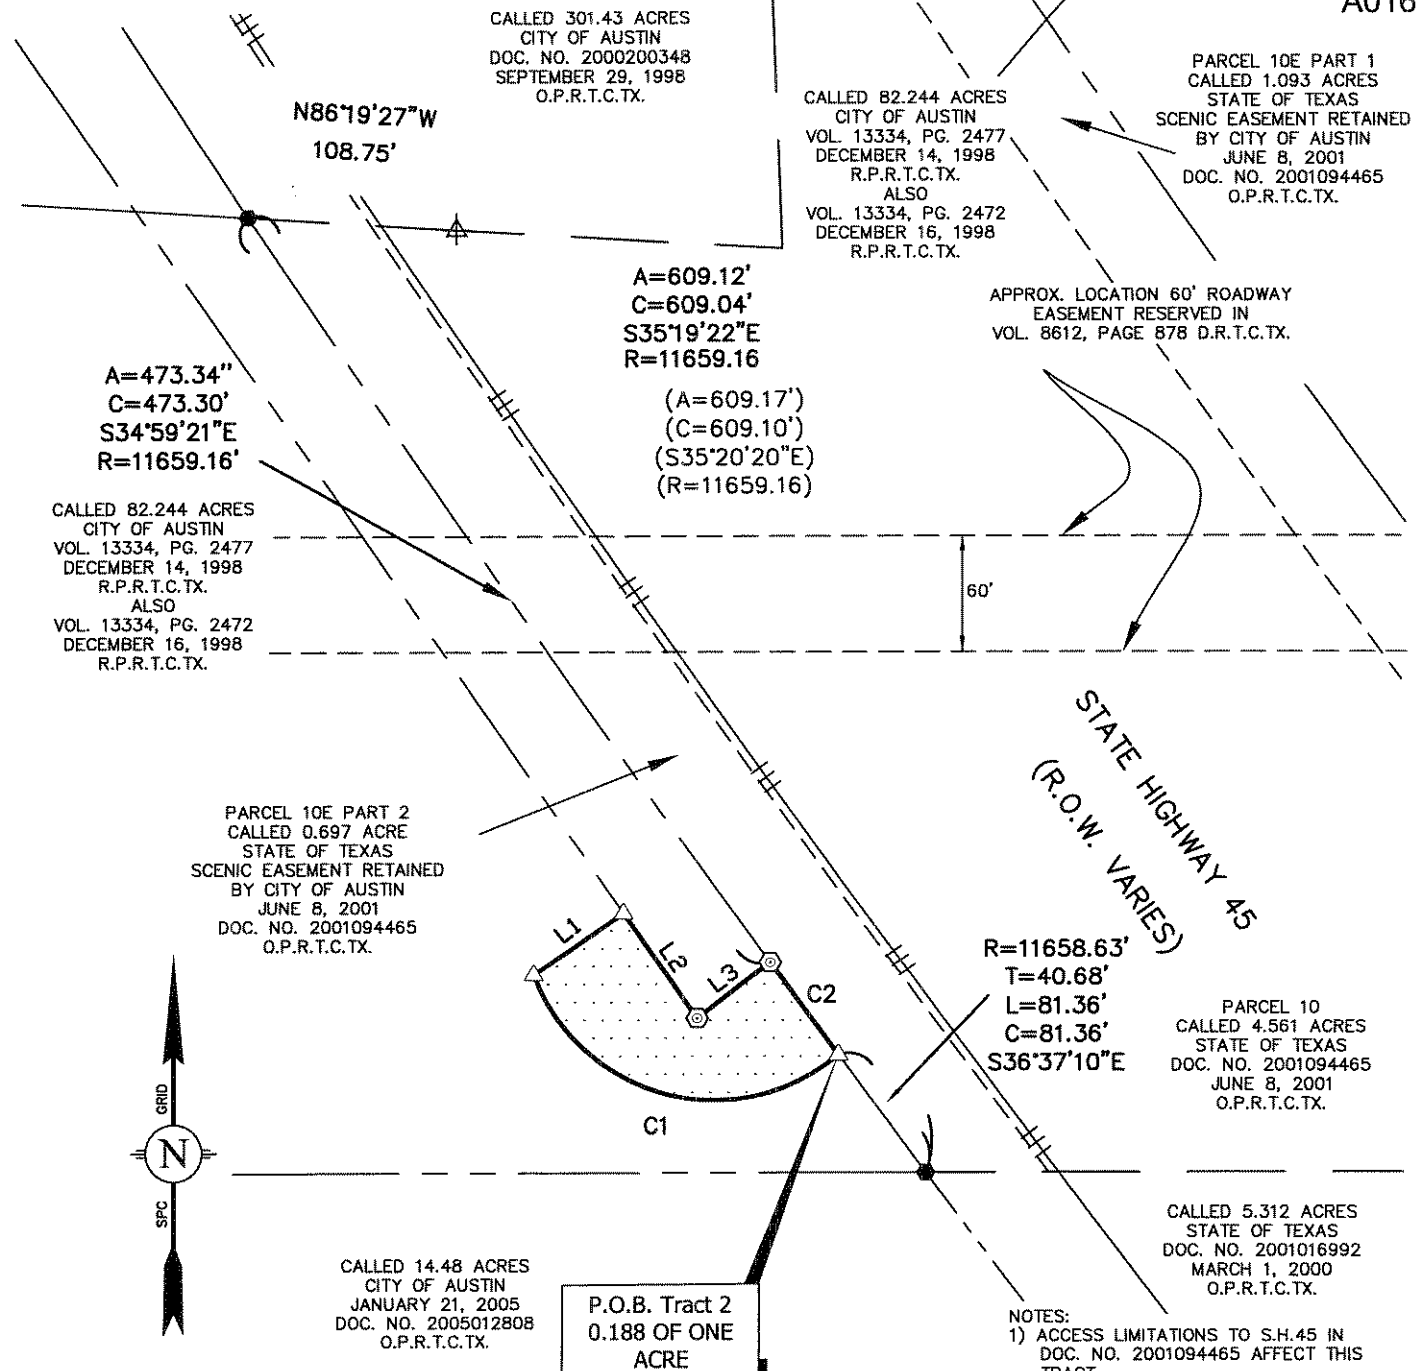 A016
CALLED 301.43 ACRES
CITY OF AUSTIN
DOC. NO. 2000200348
SEPTEMBER 29, 1998
O.P.R.T.C.TX.
N86°19'27"W
108.75'
CALLED 82.244 ACRES
CITY OF AUSTIN
VOL. 13334, PG. 2477
DECEMBER 14, 1998
R.P.R.T.C.TX.
ALSO
VOL. 13334, PG. 2472
DECEMBER 16, 1998
R.P.R.T.C.TX.
PARCEL 10E PART 1
CALLED 1.093 ACRES
STATE OF TEXAS
SCENIC EASEMENT RETAINED
BY CITY OF AUSTIN
JUNE 8, 2001
DOC. NO. 2001094465
O.P.R.T.C.TX.
A=609.12'
C=609.04'
S35°19'22"E
R=11659.16
(A=609.17')
(C=609.10')
(S35°20'20"E)
(R=11659.16)
APPROX. LOCATION 60' ROADWAY
EASEMENT RESERVED IN
VOL. 8612, PAGE 878 D.R.T.C.TX.
A=473.34"
C=473.30'
S34°59'21"E
R=11659.16'
CALLED 82.244 ACRES
CITY OF AUSTIN
VOL. 13334, PG. 2477
DECEMBER 14, 1998
R.P.R.T.C.TX.
ALSO
VOL. 13334, PG. 2472
DECEMBER 16, 1998
R.P.R.T.C.TX.
60'
STATE HIGHWAY 45
(R.O.W. VARIES)
PARCEL 10E PART 2
CALLED 0.697 ACRE
STATE OF TEXAS
SCENIC EASEMENT RETAINED
BY CITY OF AUSTIN
JUNE 8, 2001
DOC. NO. 2001094465
O.P.R.T.C.TX.
L1
L2
L3
C2
C1
R=11658.63'
T=40.68'
L=81.36'
C=81.36'
S36°37'10"E
PARCEL 10
CALLED 4.561 ACRES
STATE OF TEXAS
DOC. NO. 2001094465
JUNE 8, 2001
O.P.R.T.C.TX.
GRID
N
SPC
CALLED 5.312 ACRES
STATE OF TEXAS
DOC. NO. 2001016992
MARCH 1, 2000
O.P.R.T.C.TX.
CALLED 14.48 ACRES
CITY OF AUSTIN
JANUARY 21, 2005
DOC. NO. 2005012808
O.P.R.T.C.TX.
P.O.B. Tract 2
0.188 OF ONE
ACRE
NOTES:
1) ACCESS LIMITATIONS TO S.H.45 IN
DOC. NO. 2001094465 AFFECT THIS
TRACT